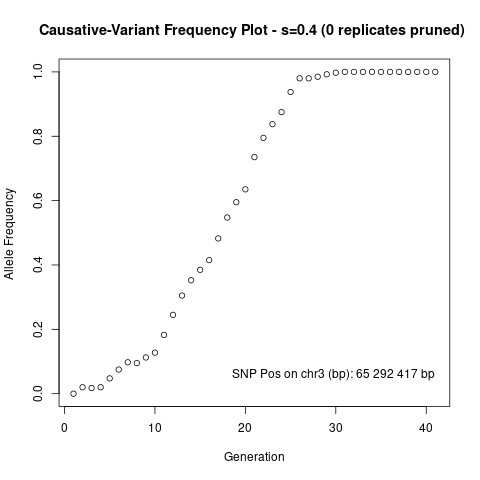 Causative-Variant Frequency Plot - s=0.4 (0 replicates pruned)
Allele Frequency
1.0
0.8
0.6
0.4
0.2
0.0
SNP Pos on chr3 (bp): 65 292 417 bp
0 10 20 30 40
Generation